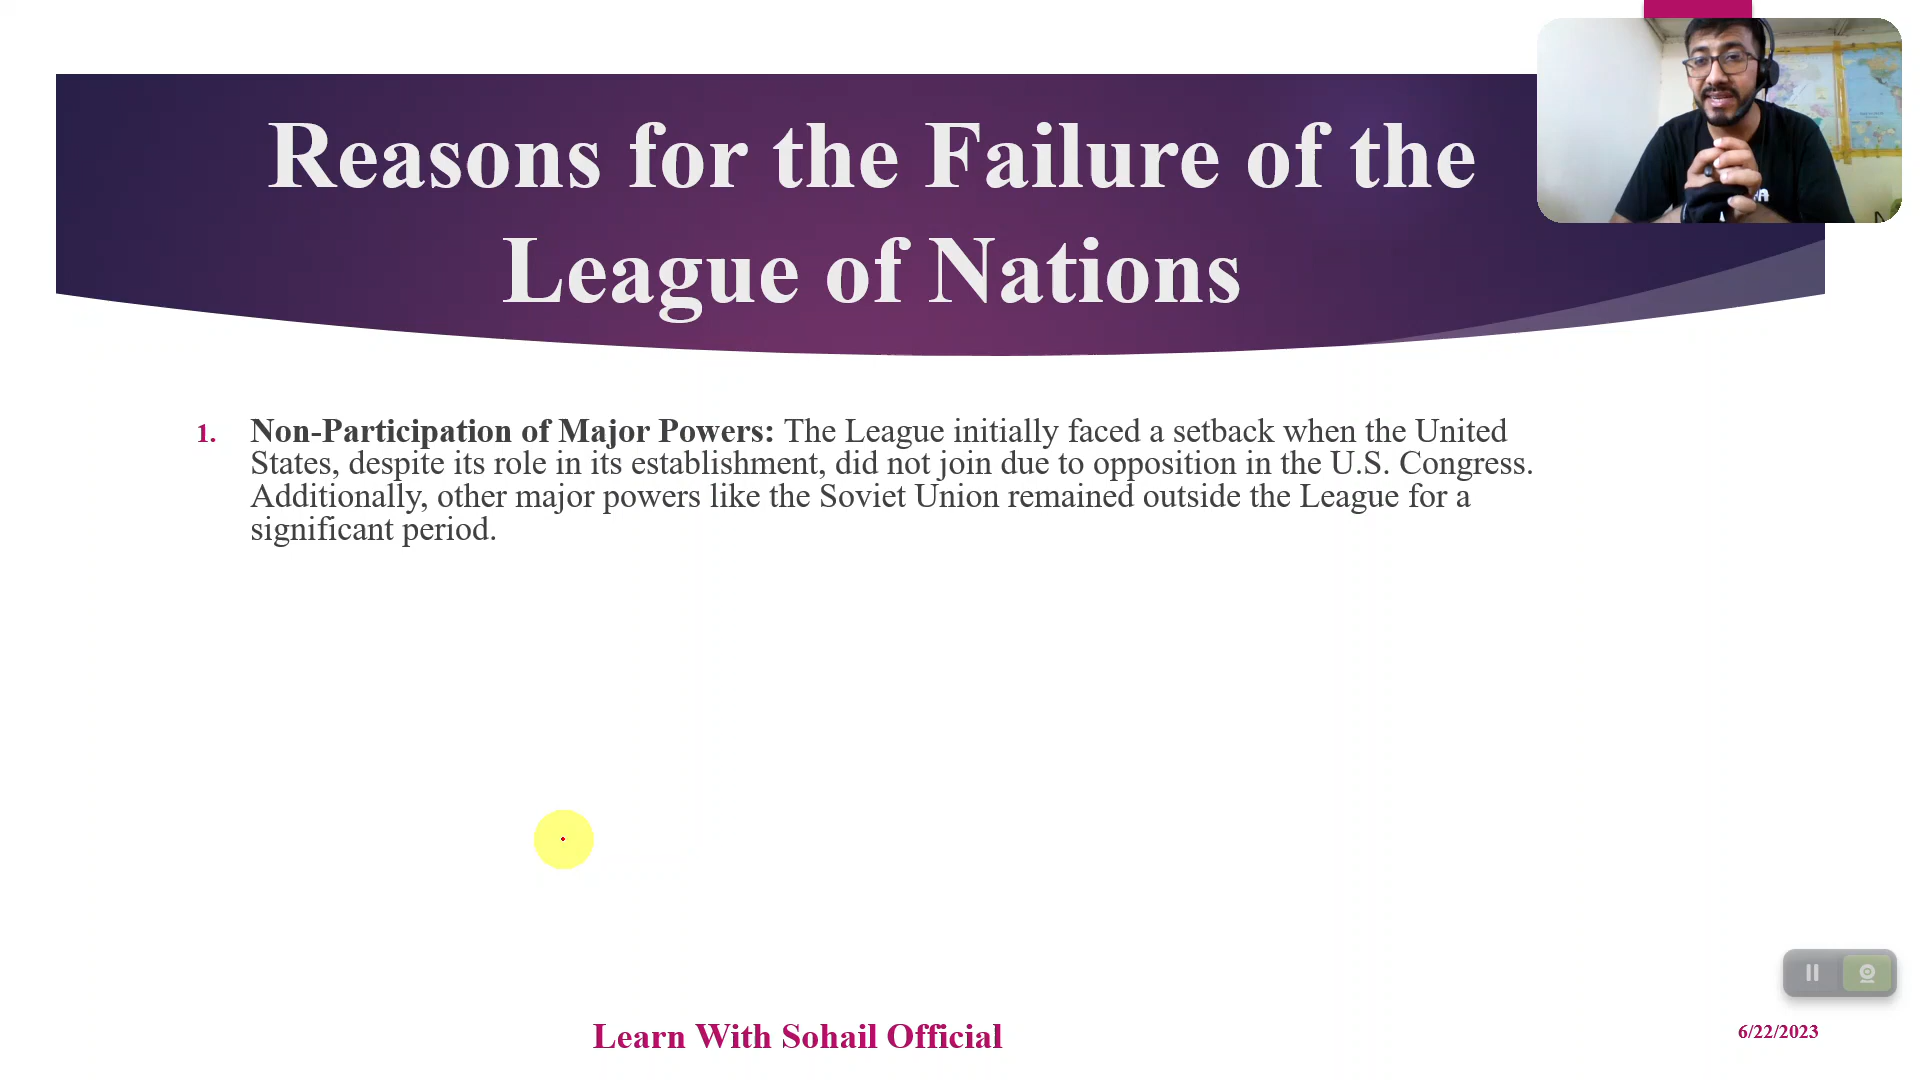 Reasons for the Failure of the
League of Nations
1. Non-Participation of Major Powers: The League initially faced a setback when the United
States, despite its role in its establishment, did not join due to opposition in the U.S. Congress.
Additionally, other major powers like the Soviet Union remained outside the League for a
significant period.
Learn With Sohail Official
6/22/2023